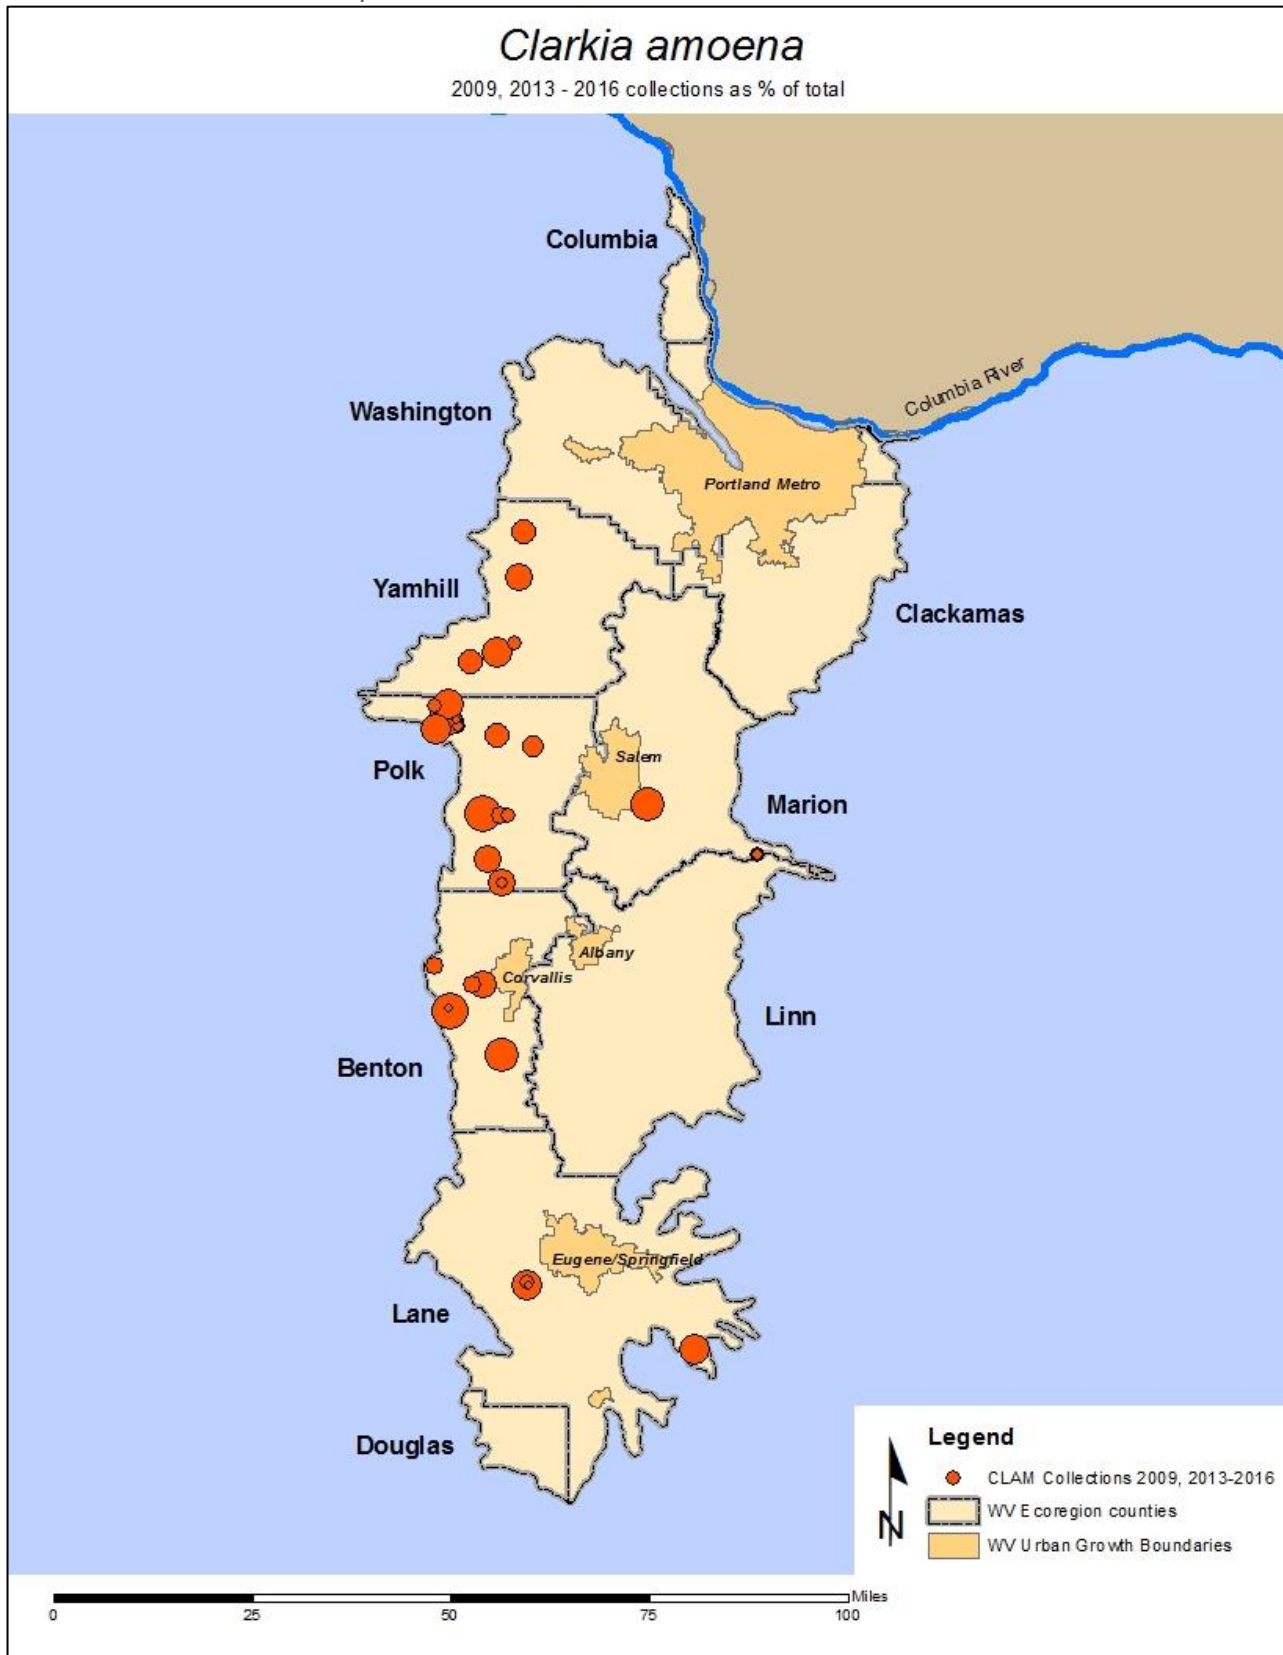 Clarkia amoena
2009, 2013 - 2016 collections as % of total
Columbia
Columbia River
Washington
Portland Metro
Yamhill
Clackamas
Salem
Polk
Marion
Albany
Corvallis
Linn
Benton
Eugene/Springfield
Lane
Douglas
Legend
CLAM Collections 2009, 2013-2016
WV Ecoregion counties
WV Urban Growth Boundaries
N
Miles
0 25 50 75 100